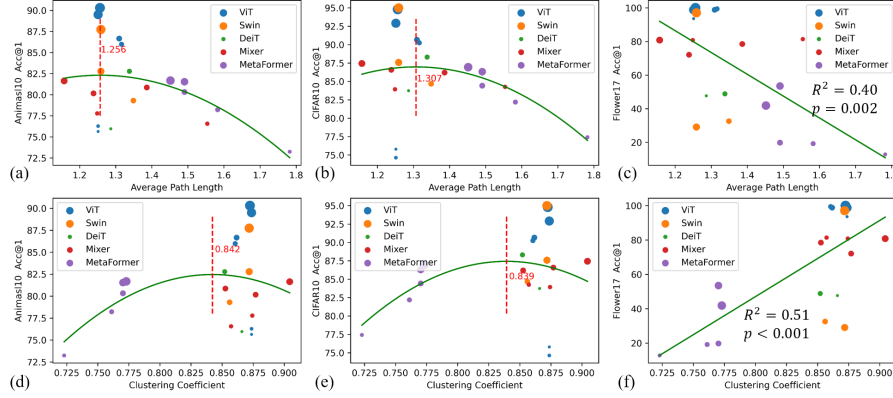 90.0
87.5
85.0
82.5
80.0
77.5
75.0
72.5
Animasl10 Acc@1
ViT
Swin
DeiT
Mixer
MetaFormer
1.256
1.2
1.3
1.4
1.5
1.6
1.7
1.8
(a)
Average Path Length
95.0
92.5
90.0
87.5
85.0
82.5
80.0
77.5
75.0
CIFAR10 Acc@1
ViT
Swin
DeiT
Mixer
MetaFormer
1.307
1.2
1.3
1.4
1.5
1.6
1.7
1.8
(b)
Average Path Length
100
80
60
40
20
Flower17 Acc@1
ViT
Swin
DeiT
Mixer
MetaFormer
R² = 0.40
p = 0.002
1.2
1.3
1.4
1.5
1.6
1.7
1.8
(c)
Average Path Length
90.0
87.5
85.0
82.5
80.0
77.5
75.0
72.5
Animasl10 Acc@1
ViT
Swin
DeiT
Mixer
MetaFormer
0.842
0.725
0.750
0.775
0.800
0.825
0.850
0.875
0.900
(d)
Clustering Coefficient
95.0
92.5
90.0
87.5
85.0
82.5
80.0
77.5
75.0
CIFAR10 Acc@1
ViT
Swin
DeiT
Mixer
MetaFormer
0.839
0.725
0.750
0.775
0.800
0.825
0.850
0.875
0.900
(e)
Clustering Coefficient
100
80
60
40
20
Flower17 Acc@1
ViT
Swin
DeiT
Mixer
MetaFormer
R² = 0.51
p < 0.001
0.725
0.750
0.775
0.800
0.825
0.850
0.875
0.900
(f)
Clustering Coefficient